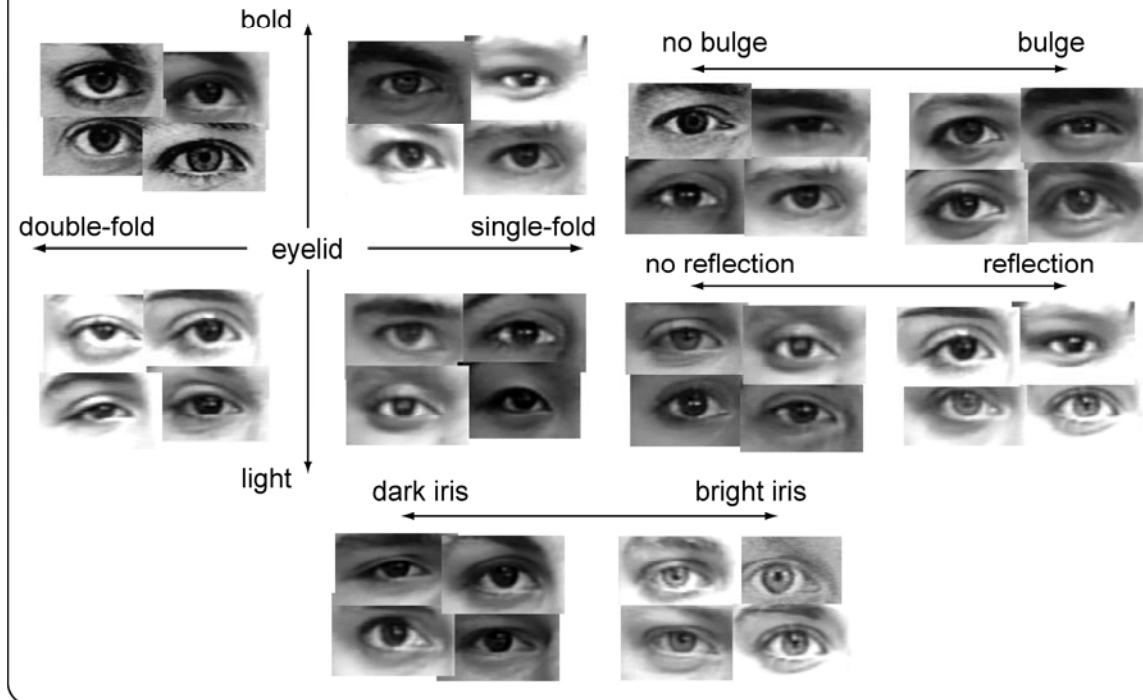 bold
no bulge
bulge
double-fold
eyelid
single-fold
no reflection
reflection
light
dark iris
bright iris